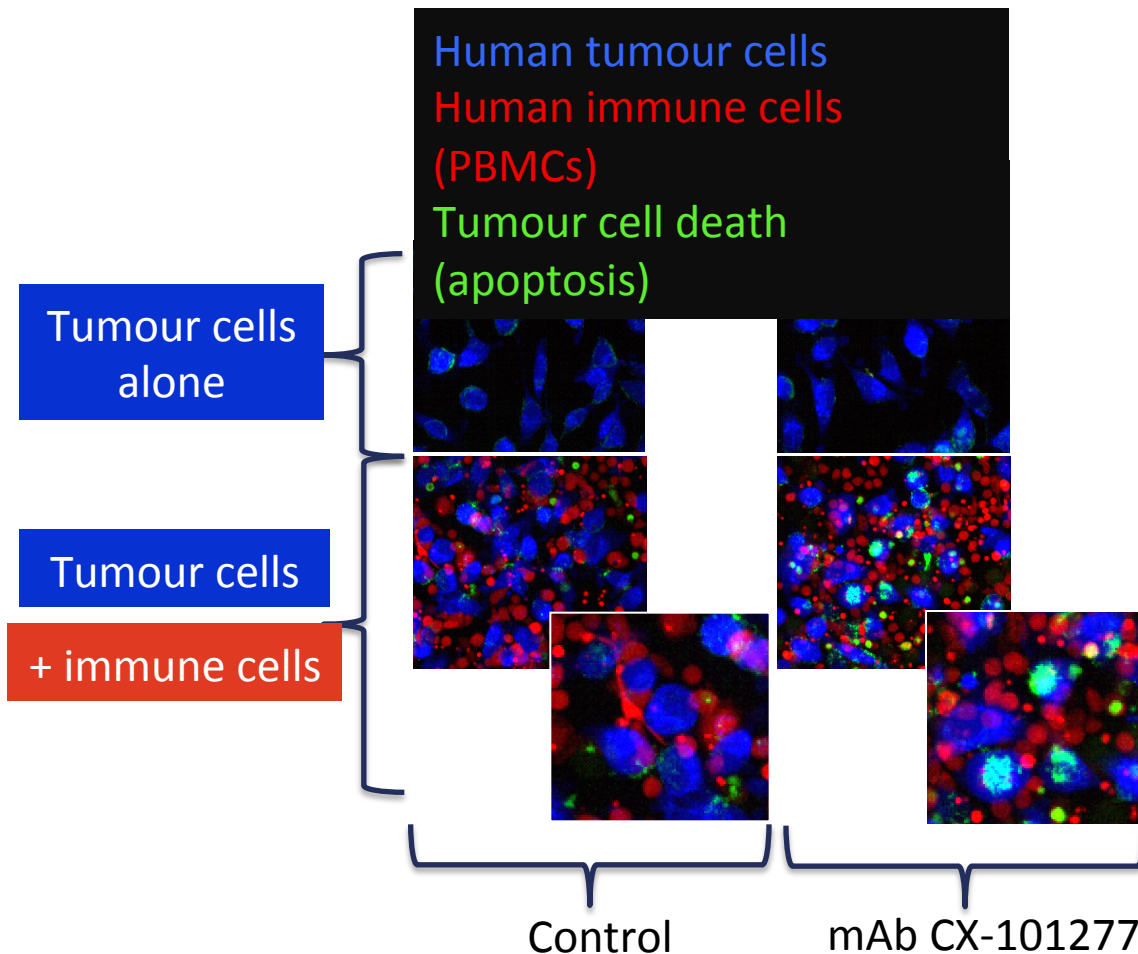 Human tumour cells
Human immune cells
(PBMCs)
Tumour cell death
(apoptosis)
Tumour cells
alone
Tumour cells
+ immune cells
Control
mAb CX-101277